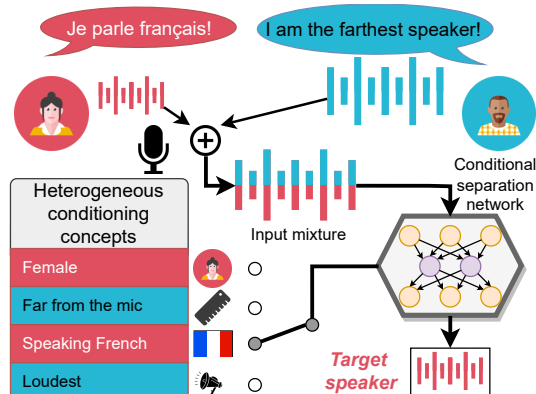 Je parle français!
I am the farthest speaker!
Conditional
separation
network
Heterogeneous
conditioning
concepts
Input mixture
Female
Far from the mic
Speaking French
Loudest
Target
speaker